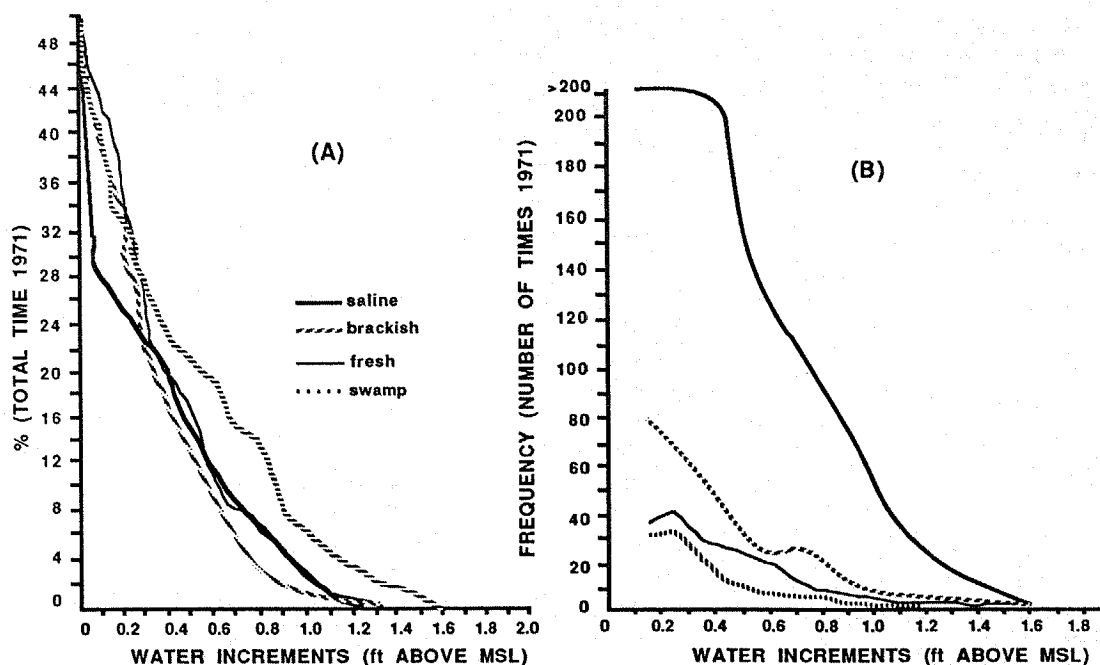 (A)
% (TOTAL TIME 1971)
48
44
40
36
32
28
24
20
16
12
8
4
0
0 0.2 0.4 0.6 0.8 1.0 1.2 1.4 1.6 1.8 2.0
WATER INCREMENTS (ft ABOVE MSL)
saline
brackish
fresh
swamp
(B)
FREQUENCY (NUMBER OF TIMES 1971)
>200
200
180
160
140
120
100
80
60
40
20
0
0 0.2 0.4 0.6 0.8 1.0 1.2 1.4 1.6 1.8
WATER INCREMENTS (ft ABOVE MSL)